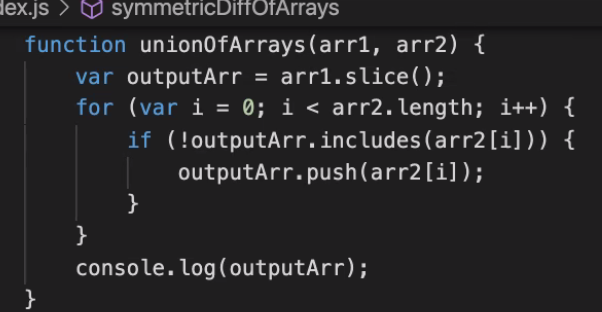 dex.js > symmetricDiffOfArrays
function unionOfArrays(arr1, arr2) {
    var outputArr = arr1.slice();
    for (var i = 0; i < arr2.length; i++) {
        if (!outputArr.includes(arr2[i])) {
            outputArr.push(arr2[i]);
        }
    }
    console.log(outputArr);
}